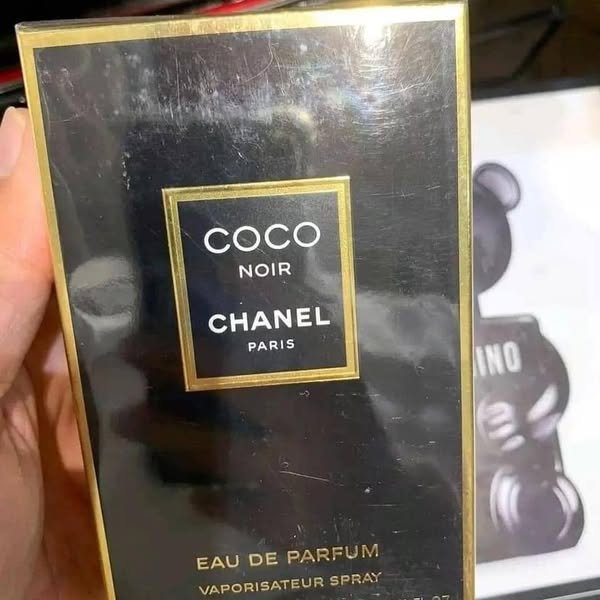 COCO
NOIR
CHANEL
PARIS
EAU DE PARFUM
VAPORISATEUR SPRAY